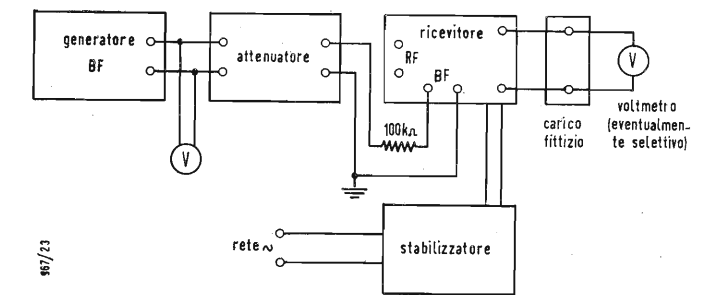 generatore
BF
attenuatore
ricevitore
RF
BF
100kΩ
V
V
carico
fittizio
voltmetro
(eventualmen-
te selettivo)
rete ~
stabilizzatore
967/23